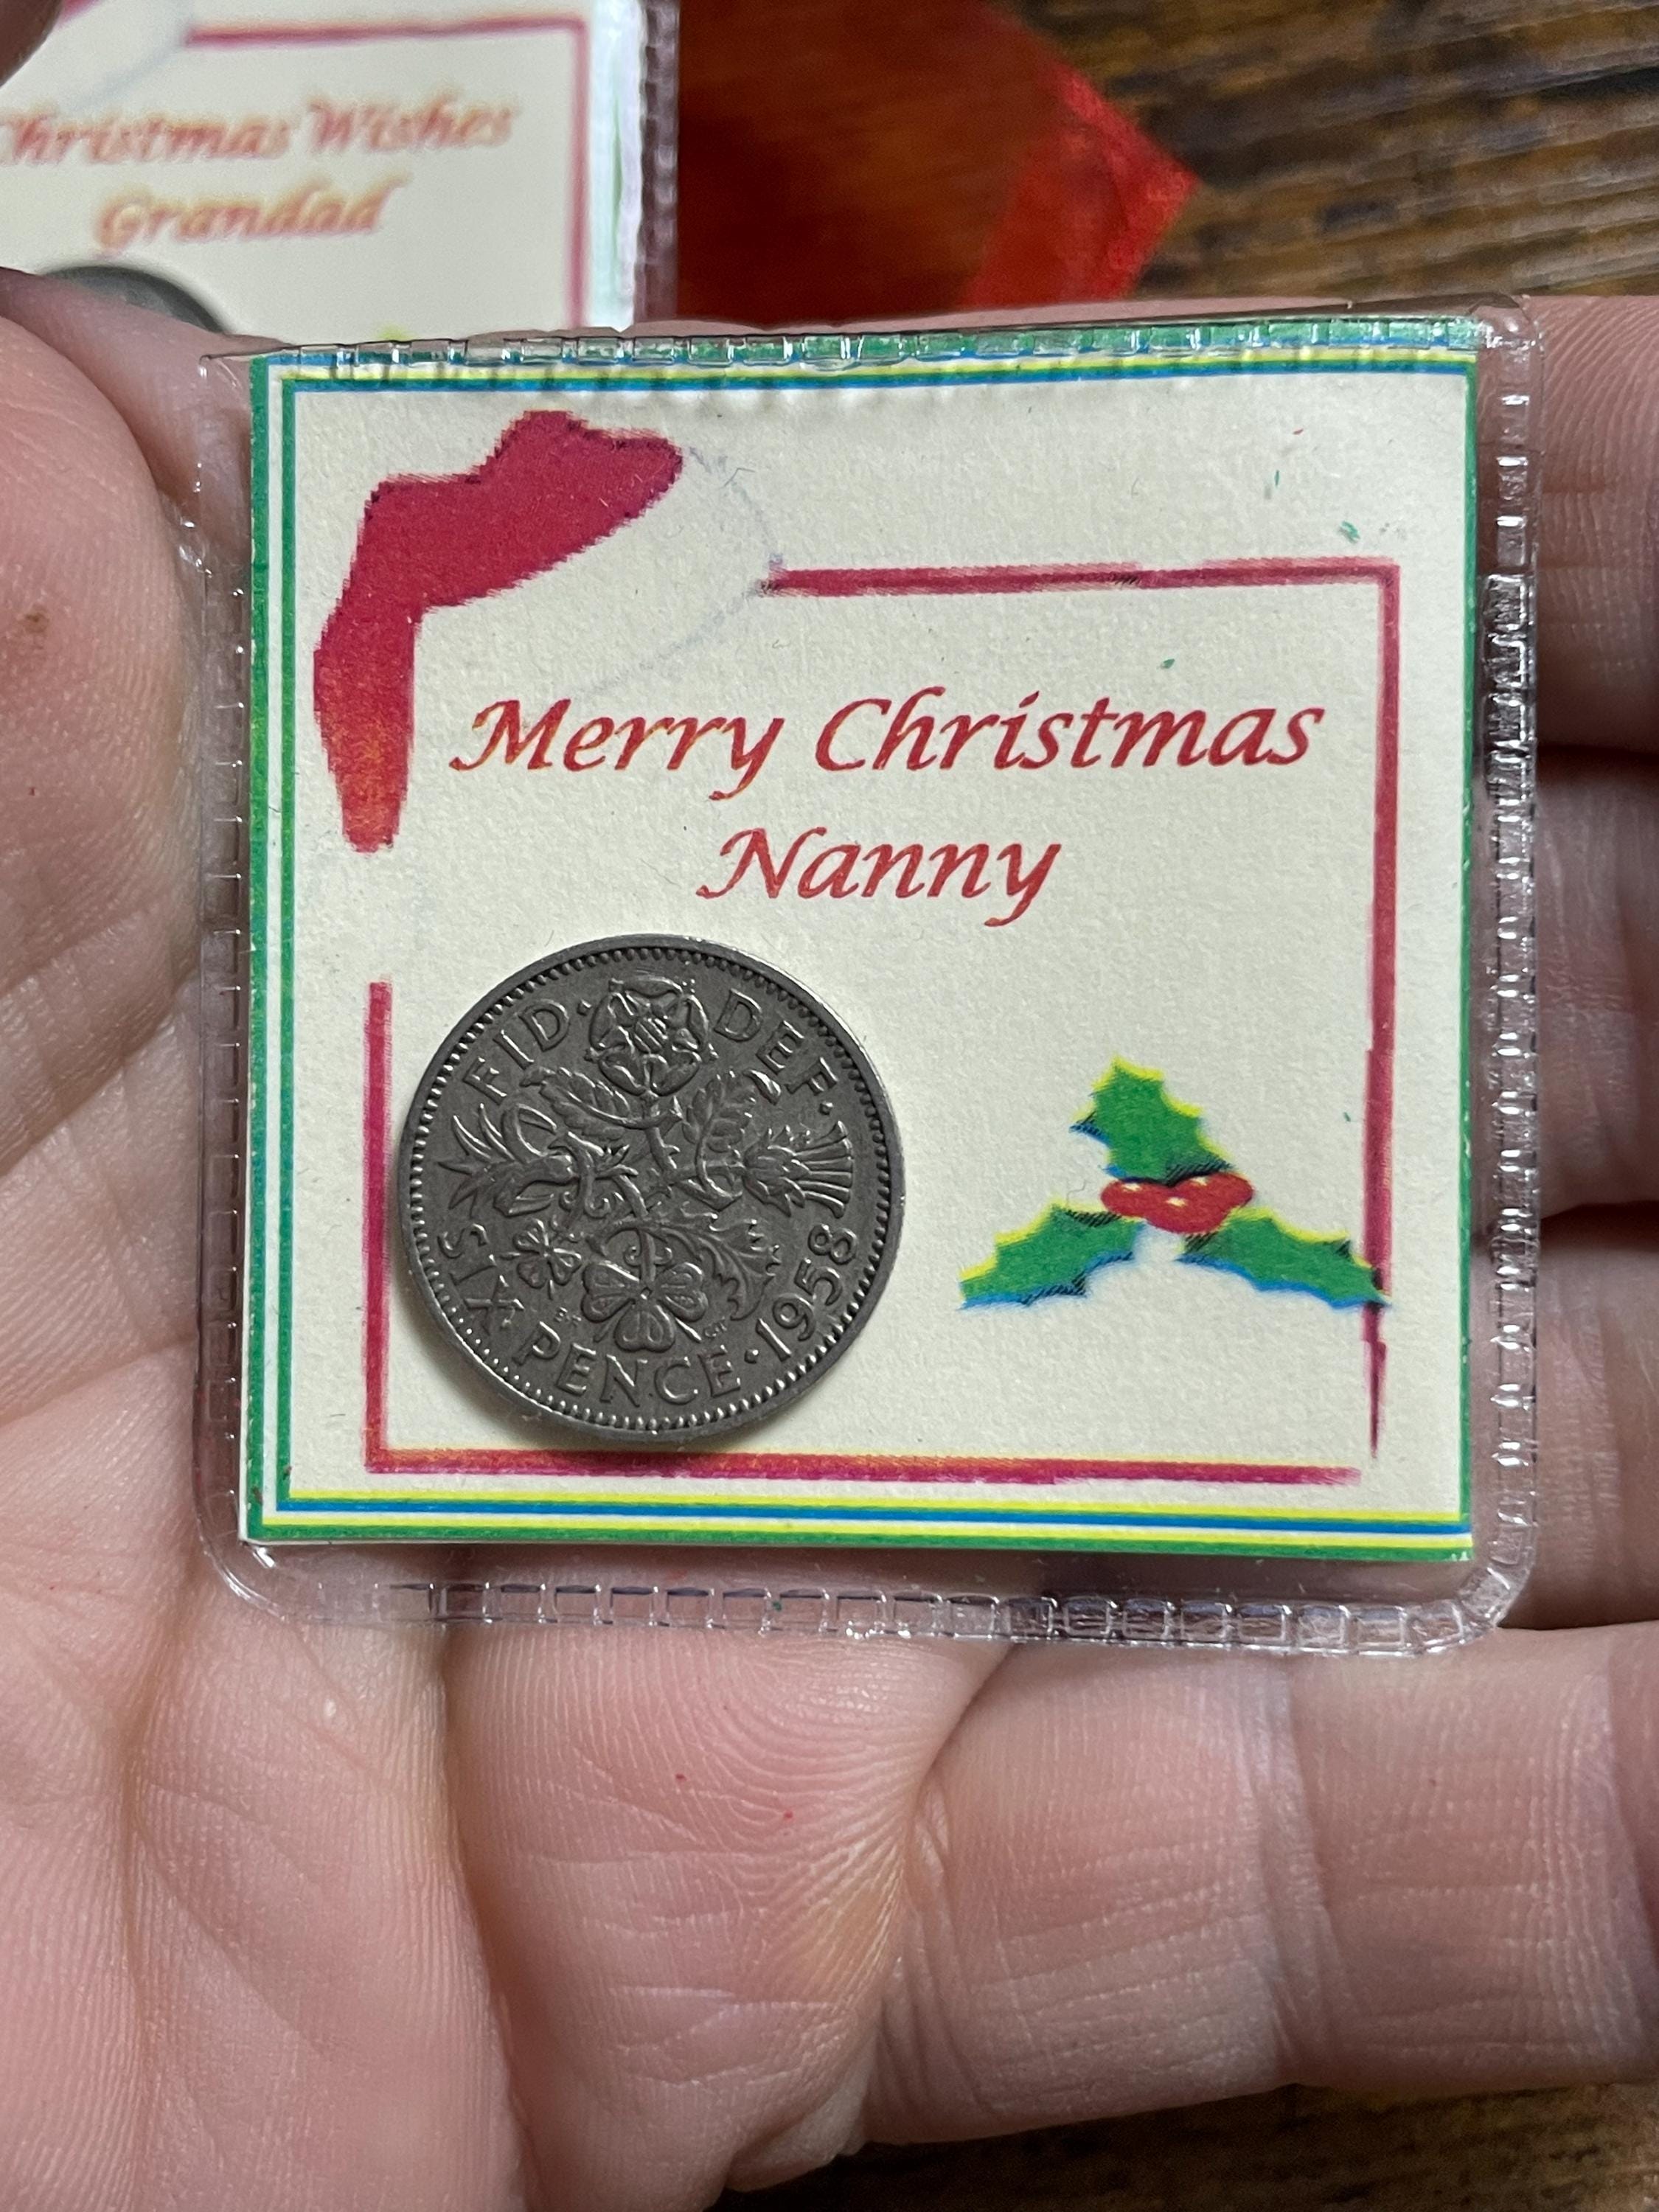 Christmas Wishes
Grandad
Merry Christmas
Nanny
FID · DEF.
SIX PENCE · 1958